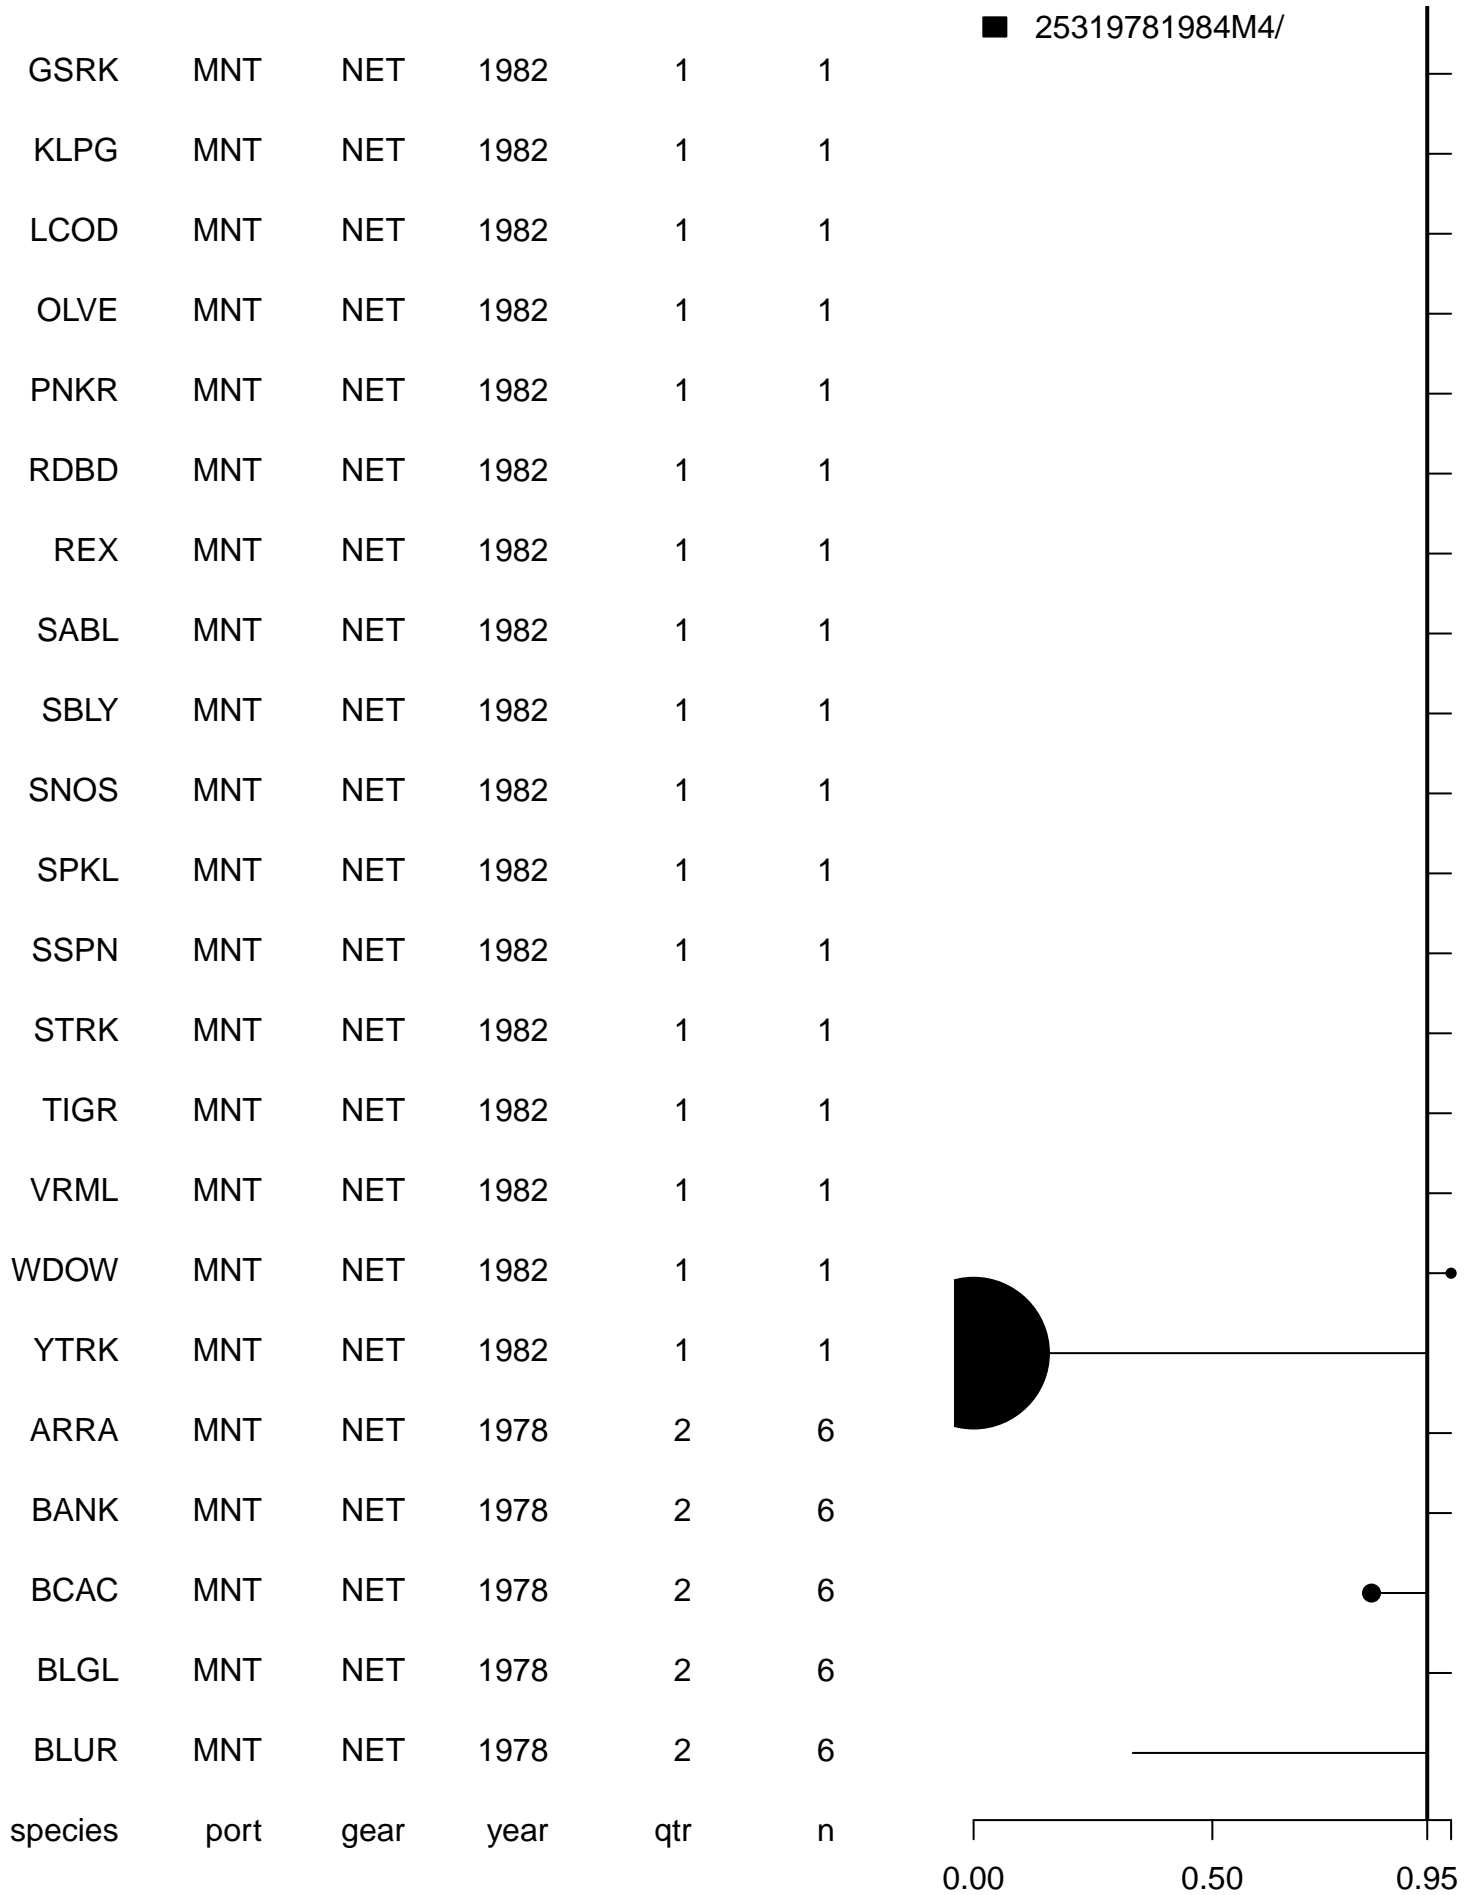 25319781984M4/
GSRK MNT NET 1982 1 1
KLPG MNT NET 1982 1 1
LCOD MNT NET 1982 1 1
OLVE MNT NET 1982 1 1
PNKR MNT NET 1982 1 1
RDBD MNT NET 1982 1 1
REX MNT NET 1982 1 1
SABL MNT NET 1982 1 1
SBLY MNT NET 1982 1 1
SNOS MNT NET 1982 1 1
SPKL MNT NET 1982 1 1
SSPN MNT NET 1982 1 1
STRK MNT NET 1982 1 1
TIGR MNT NET 1982 1 1
VRML MNT NET 1982 1 1
WDOW MNT NET 1982 1 1
YTRK MNT NET 1982 1 1
ARRA MNT NET 1978 2 6
BANK MNT NET 1978 2 6
BCAC MNT NET 1978 2 6
BLGL MNT NET 1978 2 6
BLUR MNT NET 1978 2 6
species port gear year qtr n
0.00 0.50 0.95